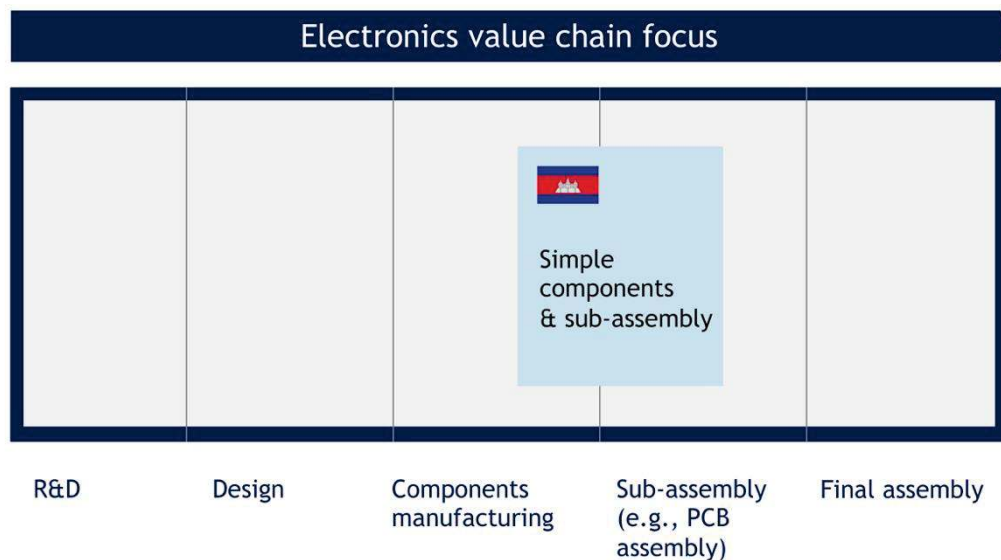 Electronics value chain focus
Simple
components
& sub-assembly
R&D
Design
Components
manufacturing
Sub-assembly
(e.g., PCB
assembly)
Final assembly